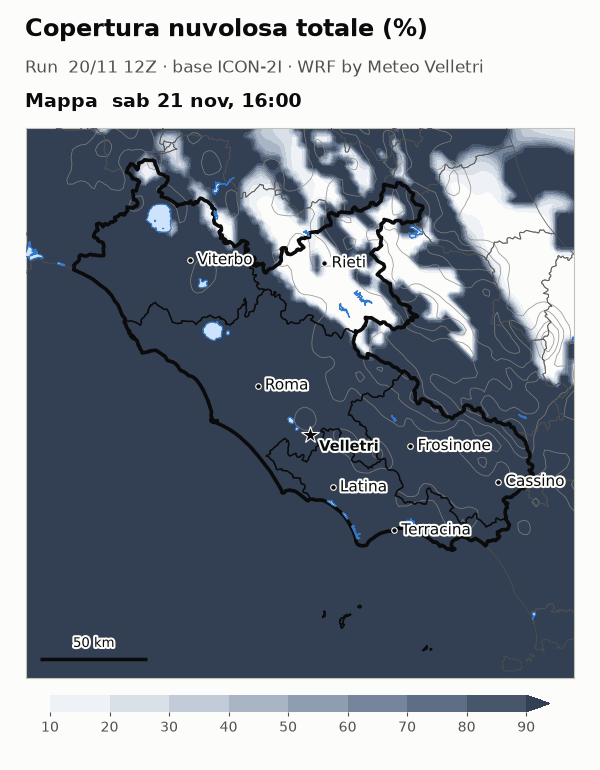 Copertura nuvolosa totale (%)
Run 20/11 12Z · base ICON-2I · WRF by Meteo Velletri
Mappa sab 21 nov, 16:00
Viterbo
Rieti
Roma
Velletri
Frosinone
Latina
Cassino
Terracina
50 km
10 20 30 40 50 60 70 80 90